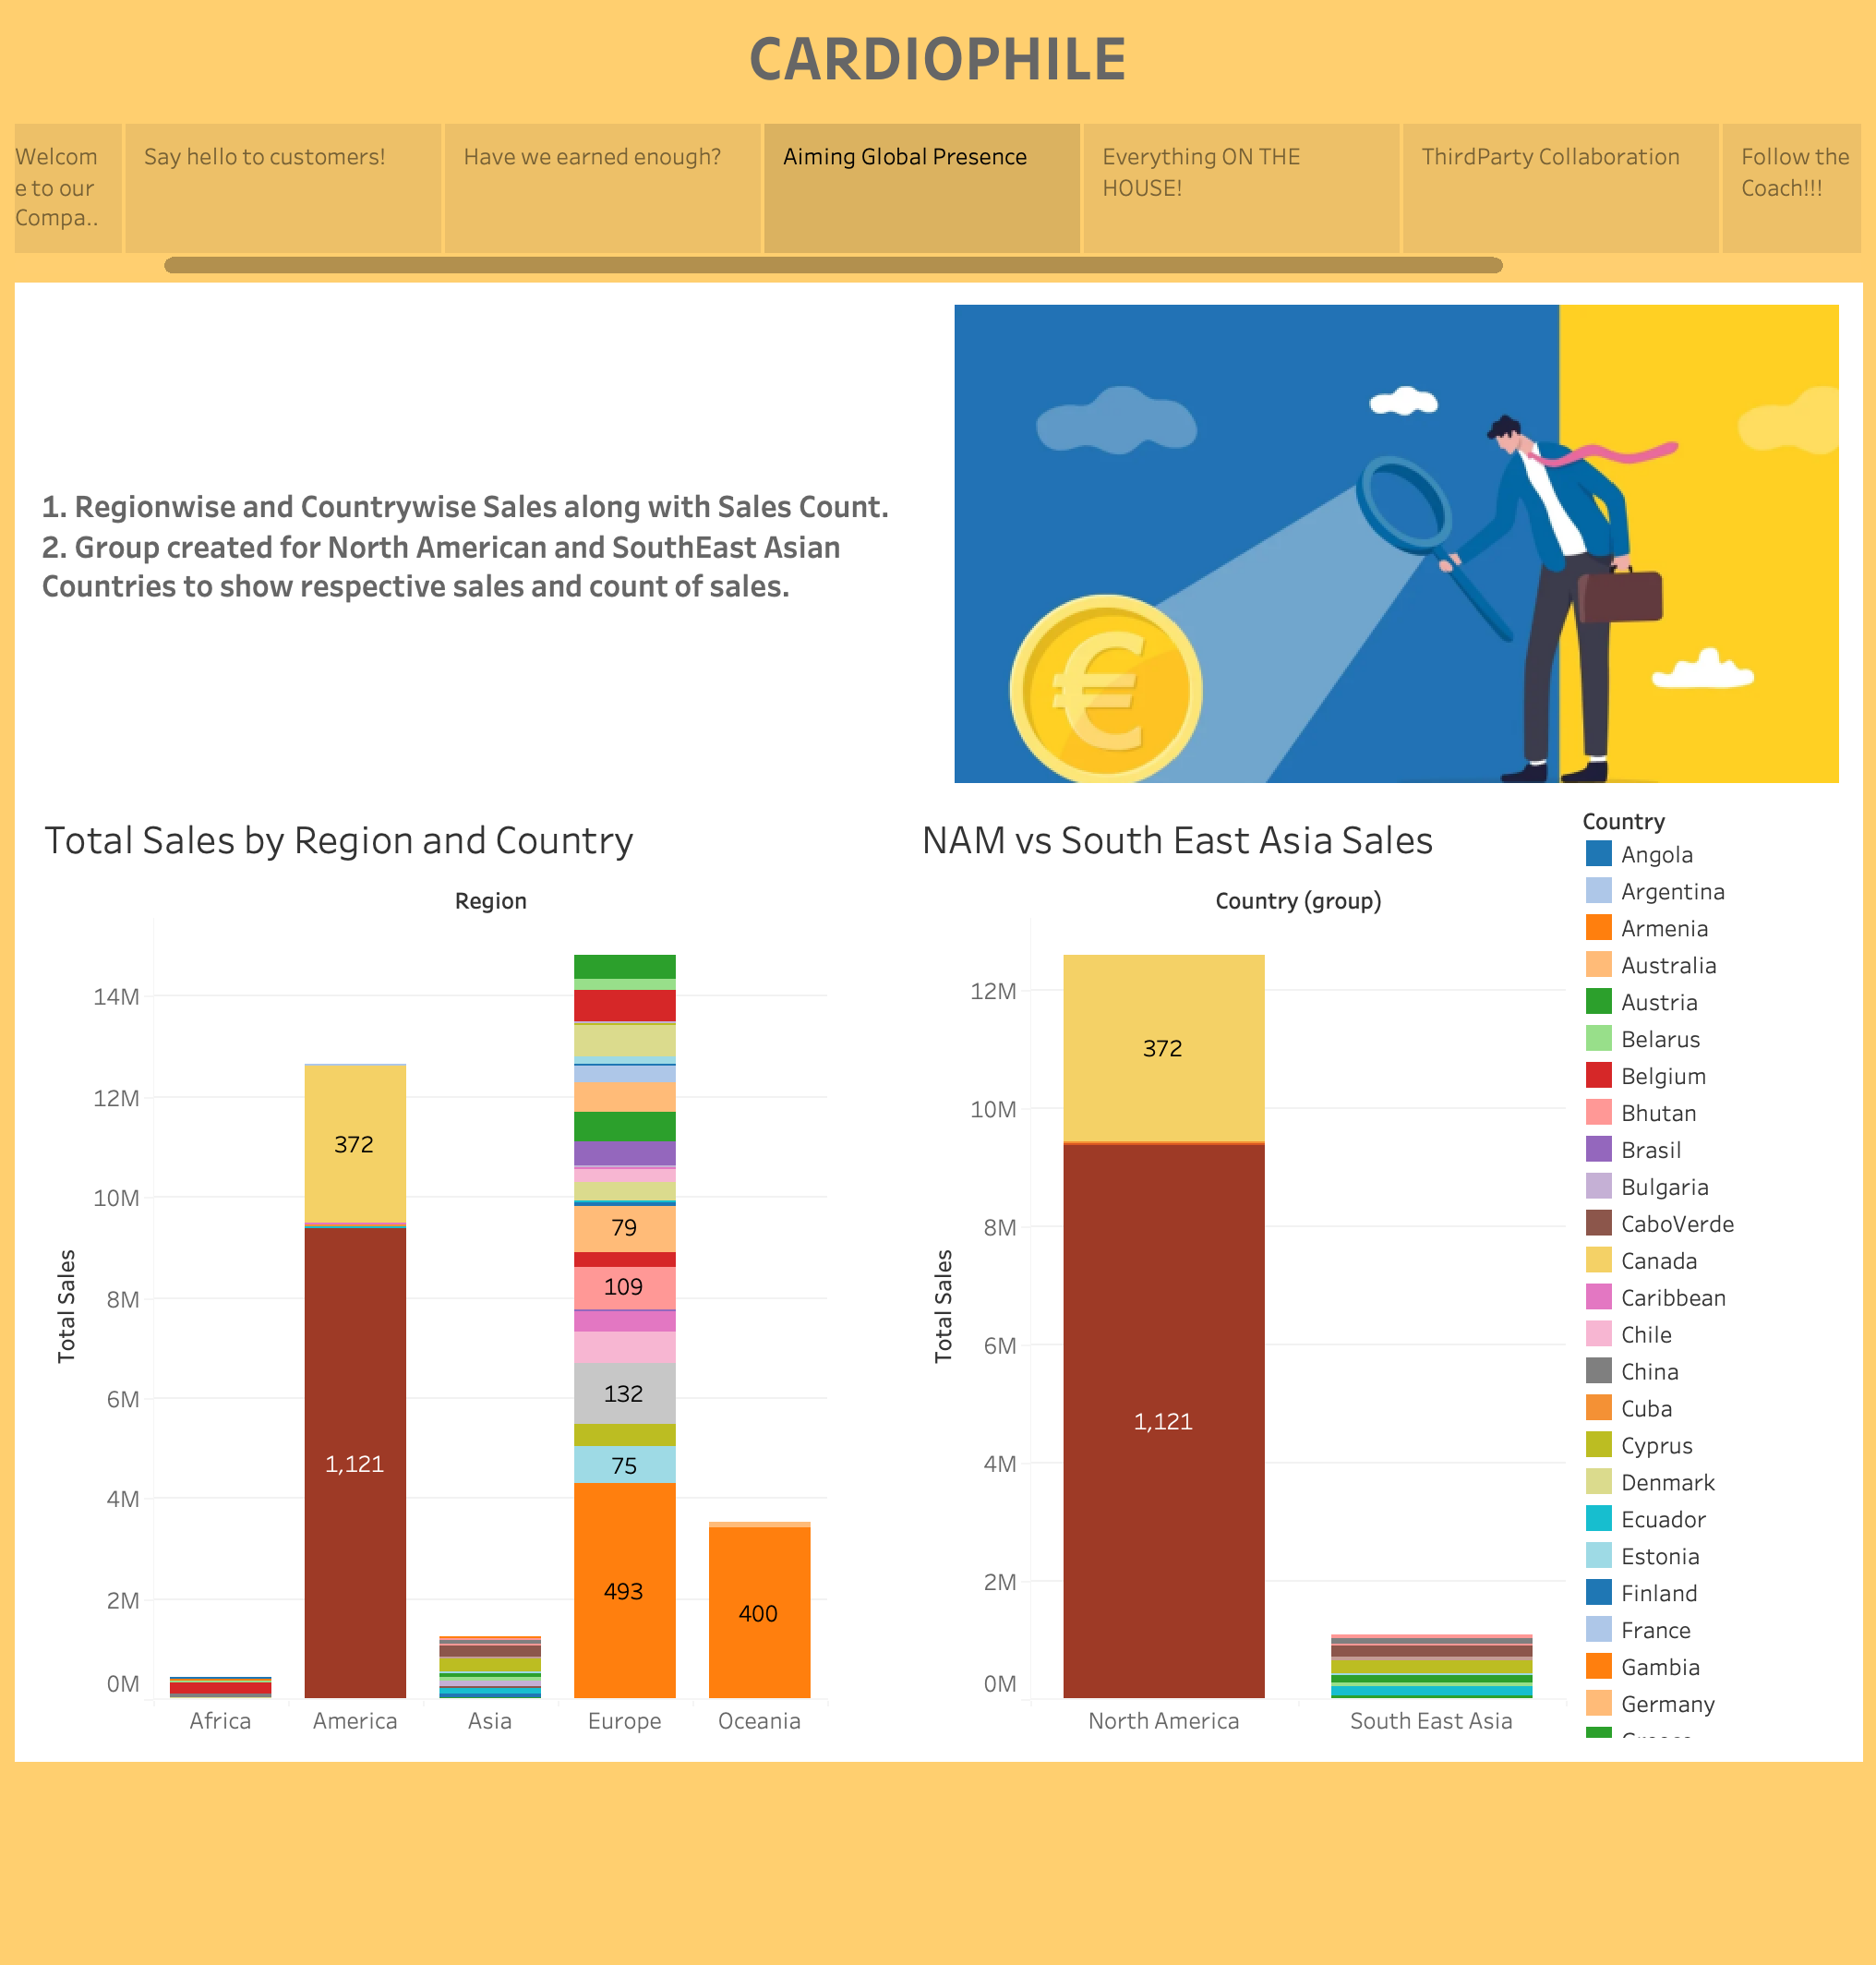 CARDIOPHILE
Welcom
e to our
Compa..
Say hello to customers!
Have we earned enough?
Aiming Global Presence
Everything ON THE
HOUSE!
ThirdParty Collaboration
Follow the
Coach!!!
1. Regionwise and Countrywise Sales along with Sales Count.
2. Group created for North American and SouthEast Asian
Countries to show respective sales and count of sales.
€
Total Sales by Region and Country
Region
Total Sales
14M
12M
10M
8M
6M
4M
2M
0M
372
1,121
79
109
132
75
493
400
Africa
America
Asia
Europe
Oceania
NAM vs South East Asia Sales
Country (group)
Total Sales
12M
10M
8M
6M
4M
2M
0M
372
1,121
North America
South East Asia
Country
Angola
Argentina
Armenia
Australia
Austria
Belarus
Belgium
Bhutan
Brasil
Bulgaria
CaboVerde
Canada
Caribbean
Chile
China
Cuba
Cyprus
Denmark
Ecuador
Estonia
Finland
France
Gambia
Germany